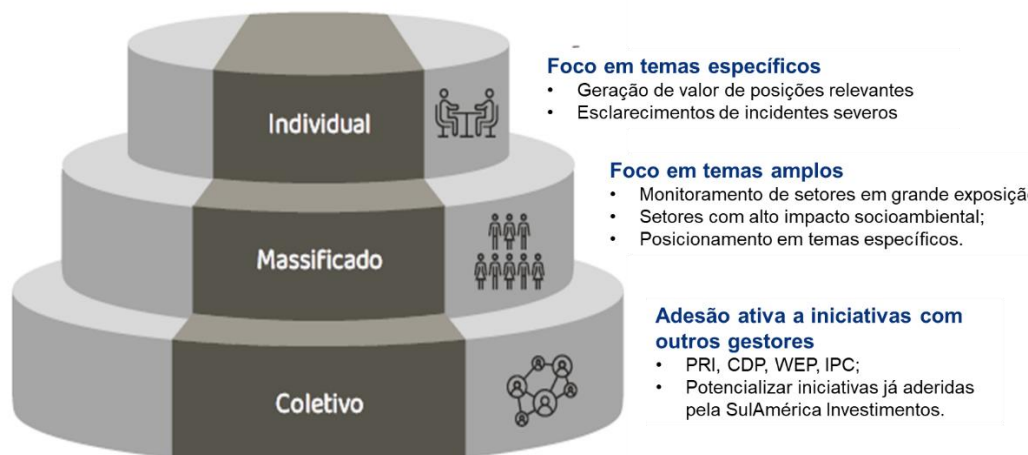 Individual
Foco em temas específicos
• Geração de valor de posições relevantes
• Esclarecimentos de incidentes severos
Massificado
Foco em temas amplos
• Monitoramento de setores em grande exposiçã
• Setores com alto impacto socioambiental;
• Posicionamento em temas específicos.
Coletivo
Adesão ativa a iniciativas com
outros gestores
• PRI, CDP, WEP, IPC;
• Potencializar iniciativas já aderidas
pela SulAmérica Investimentos.